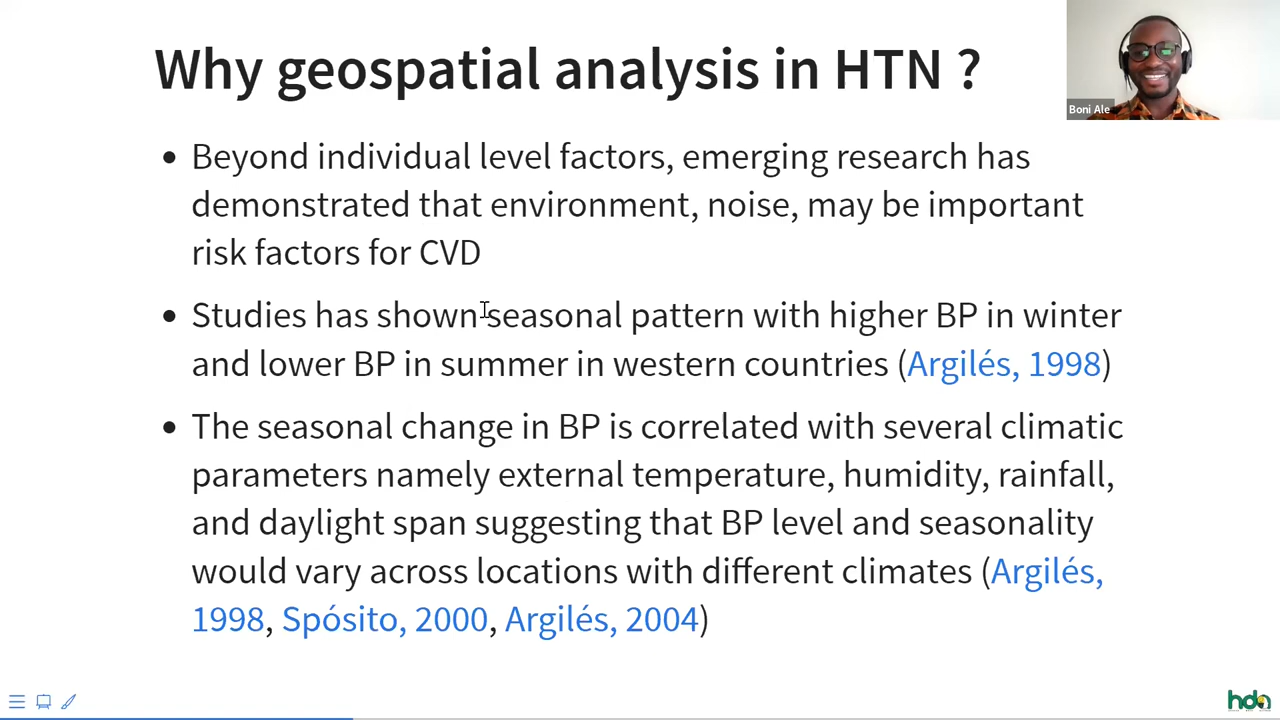 Why geospatial analysis in HTN ?
Boni Ale
• Beyond individual level factors, emerging research has
demonstrated that environment, noise, may be important
risk factors for CVD
• Studies has shown seasonal pattern with higher BP in winter
and lower BP in summer in western countries (Argilés, 1998)
• The seasonal change in BP is correlated with several climatic
parameters namely external temperature, humidity, rainfall,
and daylight span suggesting that BP level and seasonality
would vary across locations with different climates (Argilés,
1998, Spósito, 2000, Argilés, 2004)
hda